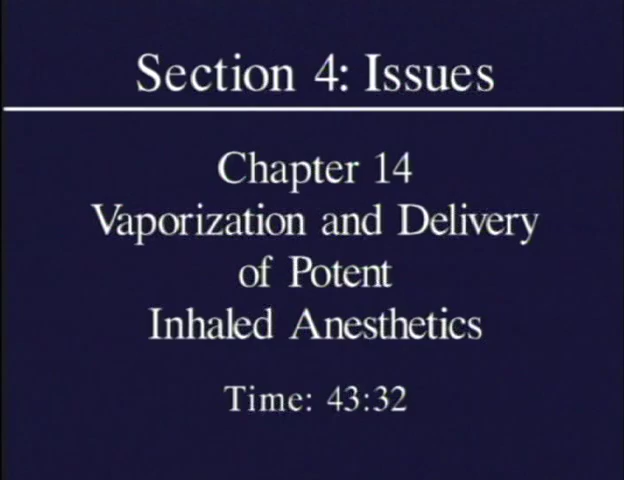 Section 4: Issues
Chapter 14
Vaporization and Delivery
of Potent
Inhaled Anesthetics
Time: 43:32